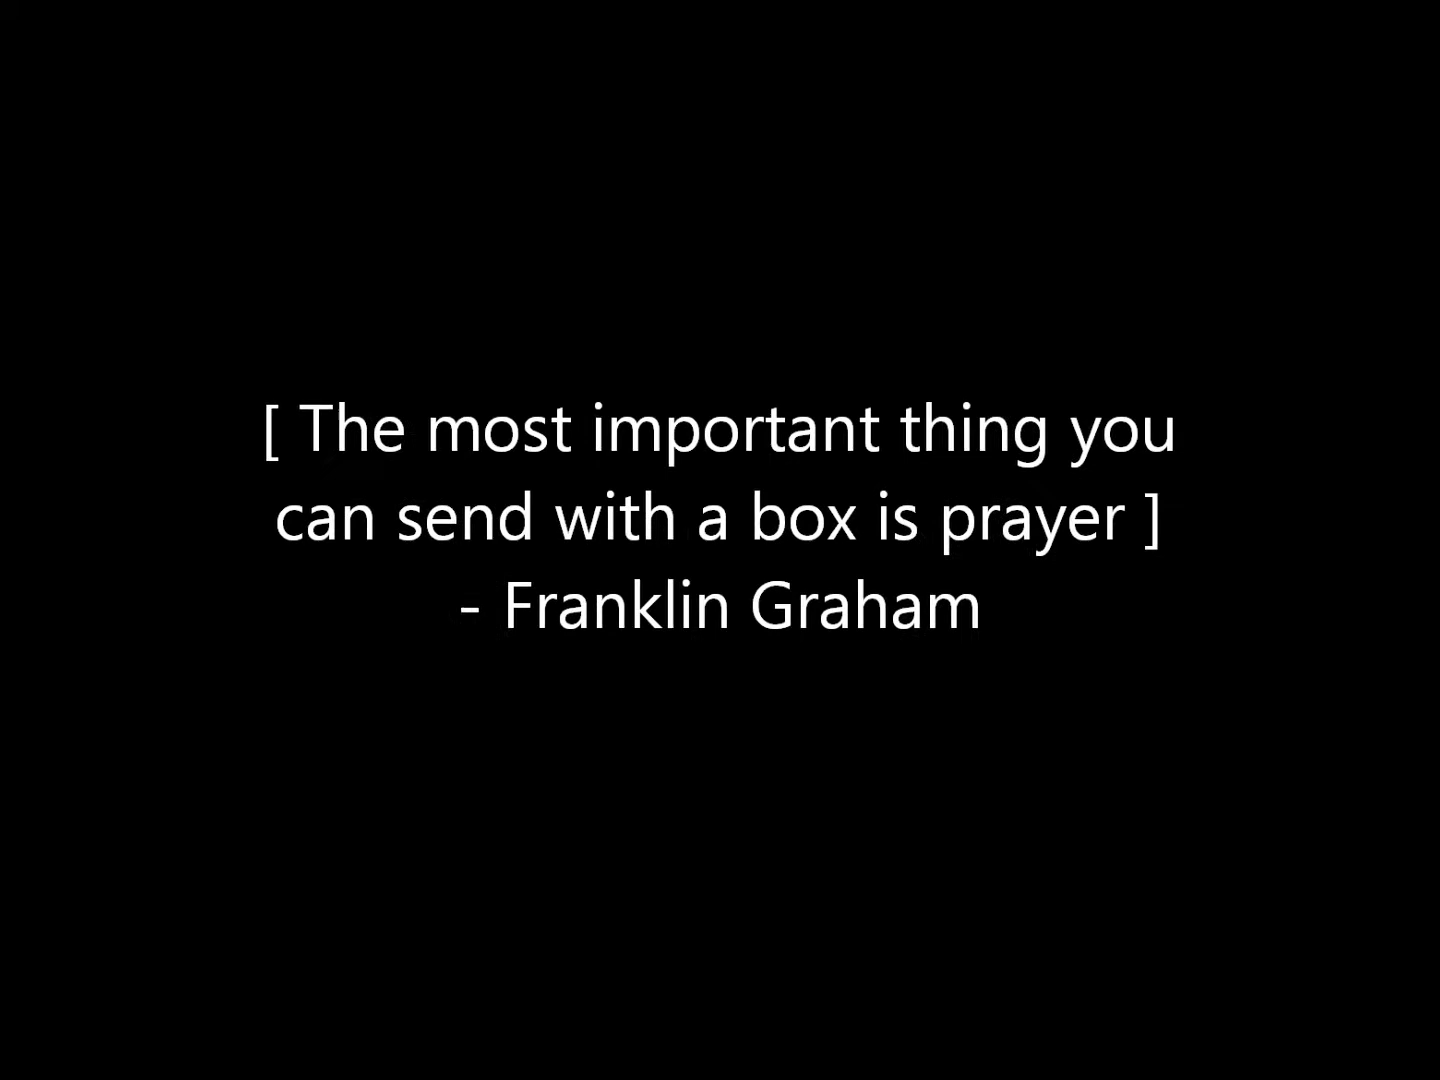 [ The most important thing you
can send with a box is prayer ]
- Franklin Graham